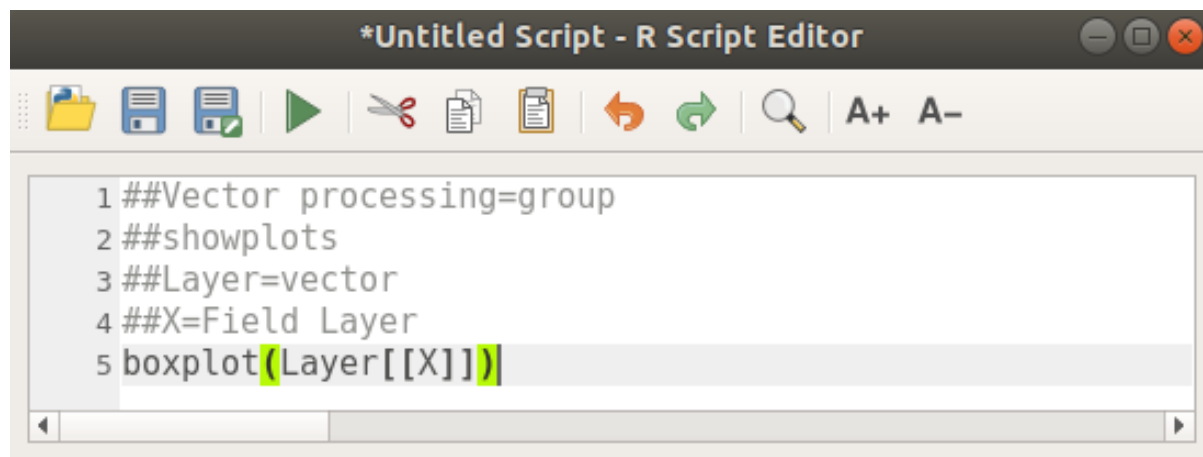 *Untitled Script - R Script Editor
A+ A-
1 ##Vector processing=group
2 ##showplots
3 ##Layer=vector
4 ##X=Field Layer
5 boxplot(Layer[[X]])